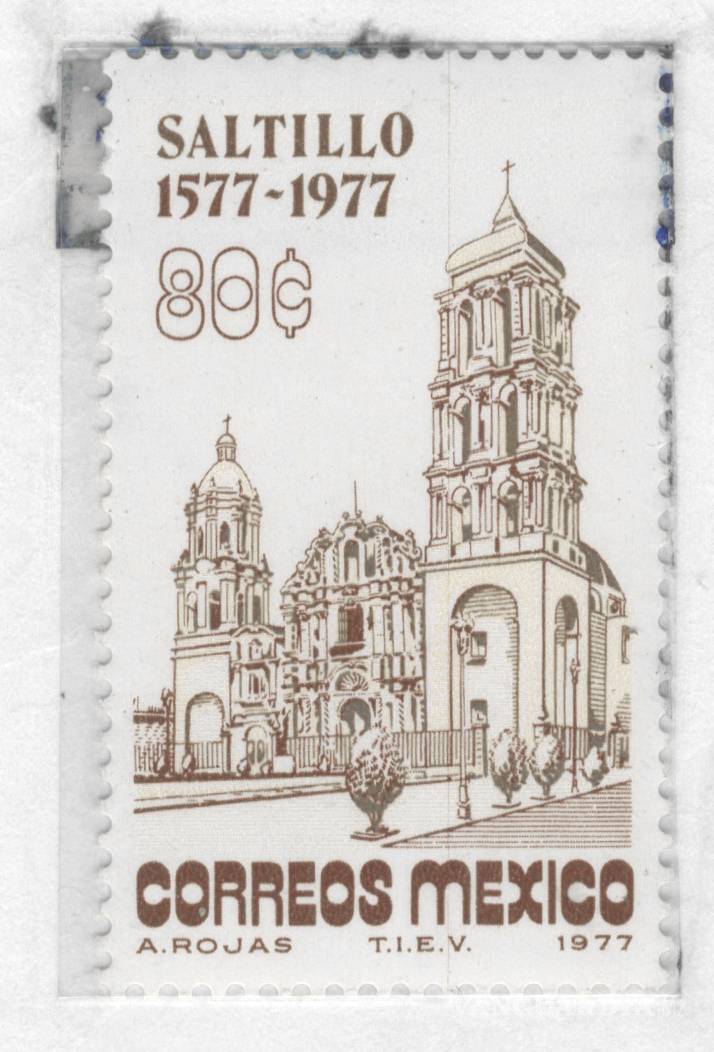 SALTILLO
1577-1977
80¢
CORREOS MEXICO
A.ROJAS T.I.E.V. 1977